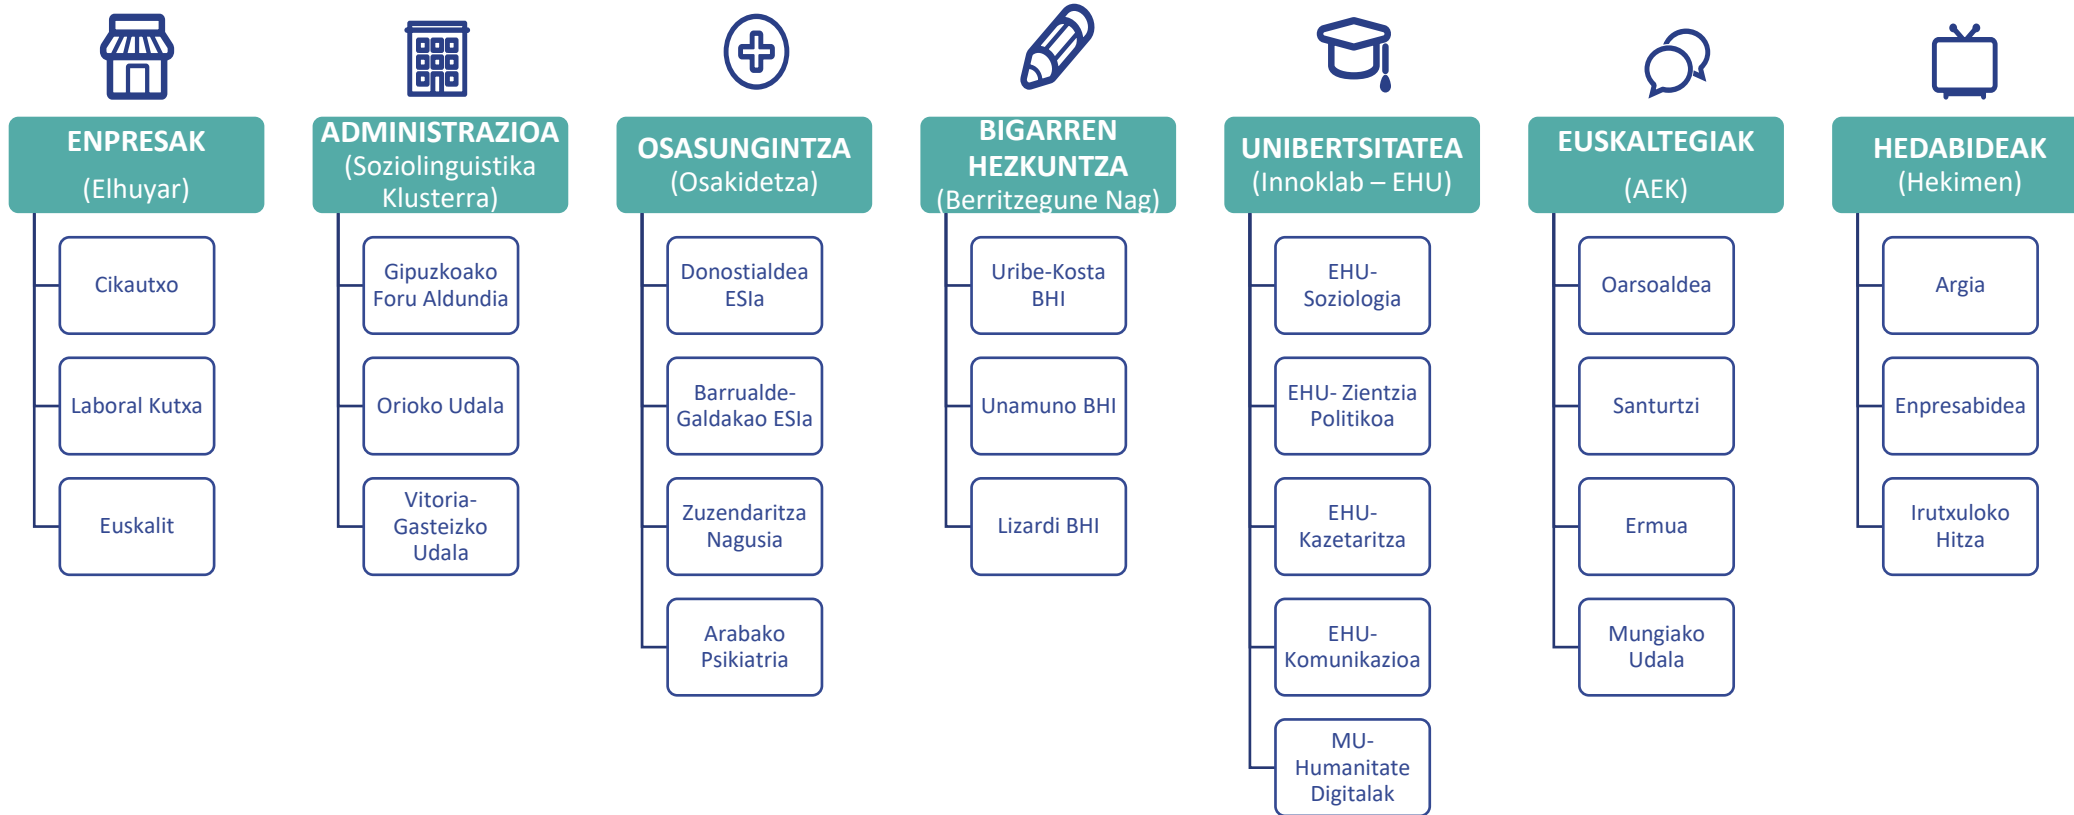 ENPRESAK
(Elhuyar)
Cikautxo
Laboral Kutxa
Euskalit
ADMINISTRAZIOA
(Soziolinguistika
Klusterra)
Gipuzkoako
Foru Aldundia
Orioko Udala
Vitoria-
Gasteizko
Udala
OSASUNGINTZA
(Osakidetza)
Donostialdea
ESIa
Barrualde-
Galdakao ESIa
Zuzendaritza
Nagusia
Arabako
Psikiatria
BIGARREN
HEZKUNTZA
(Berritzegune Nag)
Uribe-Kosta
BHI
Unamuno BHI
Lizardi BHI
UNIBERTSITATEA
(Innoklab – EHU)
EHU-
Soziologia
EHU- Zientzia
Politikoa
EHU-
Kazetaritza
EHU-
Komunikazioa
MU-
Humanitate
Digitalak
EUSKALTEGIAK
(AEK)
Oarsoaldea
Santurtzi
Ermua
Mungiako
Udala
HEDABIDEAK
(Hekimen)
Argia
Enpresabidea
Irutxuloko
Hitza